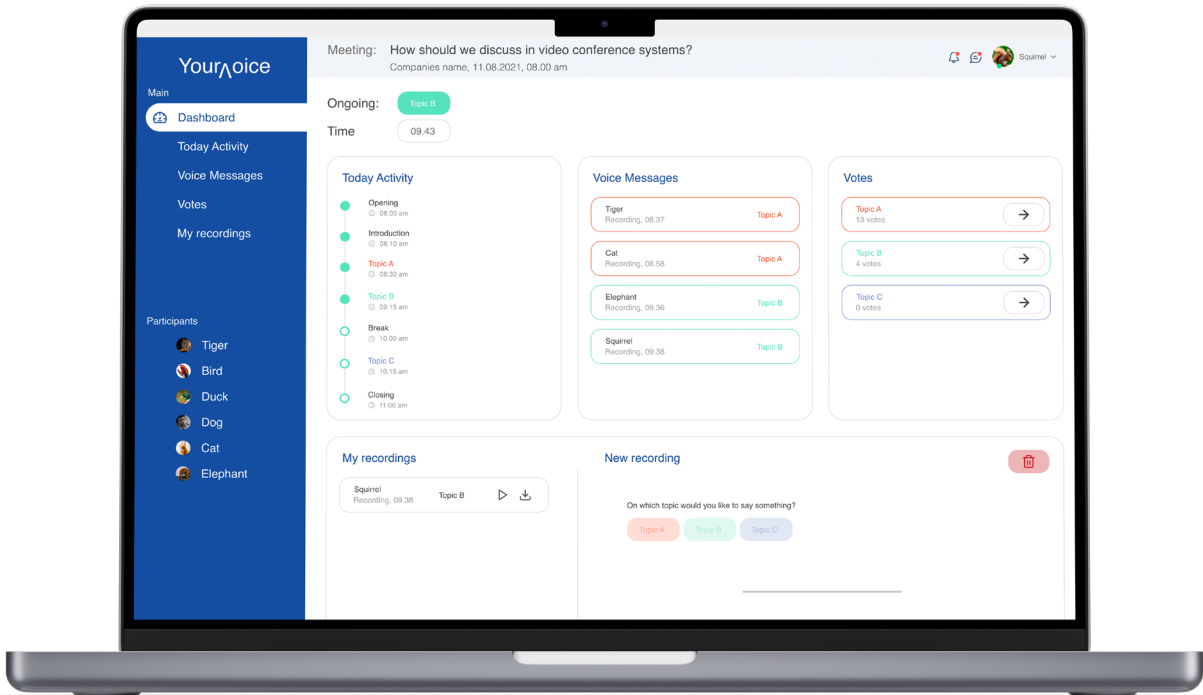 YourVoice
Main
Dashboard
Today Activity
Voice Messages
Votes
My recordings
Participants
Tiger
Bird
Duck
Dog
Cat
Elephant
Meeting: How should we discuss in video conference systems?
Companies name, 11.08.2021, 08.00 am
Squirrel
Ongoing: Topic B
Time 09.43
Today Activity
Opening
08.00 am
Introduction
08.10 am
Topic A
08:30 am
Topic B
09.15 am
Break
10.00 am
Topic C
10.15 am
Closing
11.00 am
Voice Messages
Tiger
Recording, 08.37
Topic A
Cat
Recording, 08.58
Topic A
Elephant
Recording, 09.36
Topic B
Squirrel
Recording, 09.38
Topic B
Votes
Topic A
13 votes
Topic B
4 votes
Topic C
0 votes
My recordings
Squirrel
Recording, 09.38
Topic B
New recording
On which topic would you like to say something?
Topic A Topic B Topic C